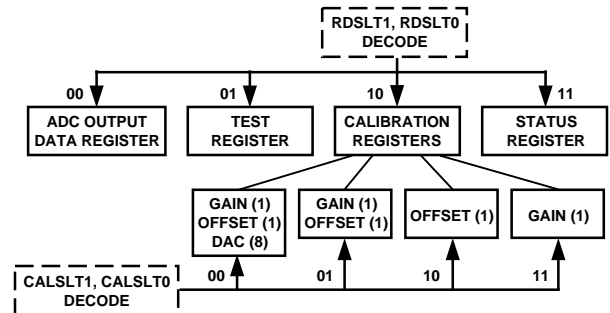 RDSLT1, RDSLT0
DECODE
00
01
10
11
ADC OUTPUT
DATA REGISTER
TEST
REGISTER
CALIBRATION
REGISTERS
STATUS
REGISTER
GAIN (1)
OFFSET (1)
DAC (8)
GAIN (1)
OFFSET (1)
OFFSET (1)
GAIN (1)
CALSLT1, CALSLT0
DECODE
00
01
10
11